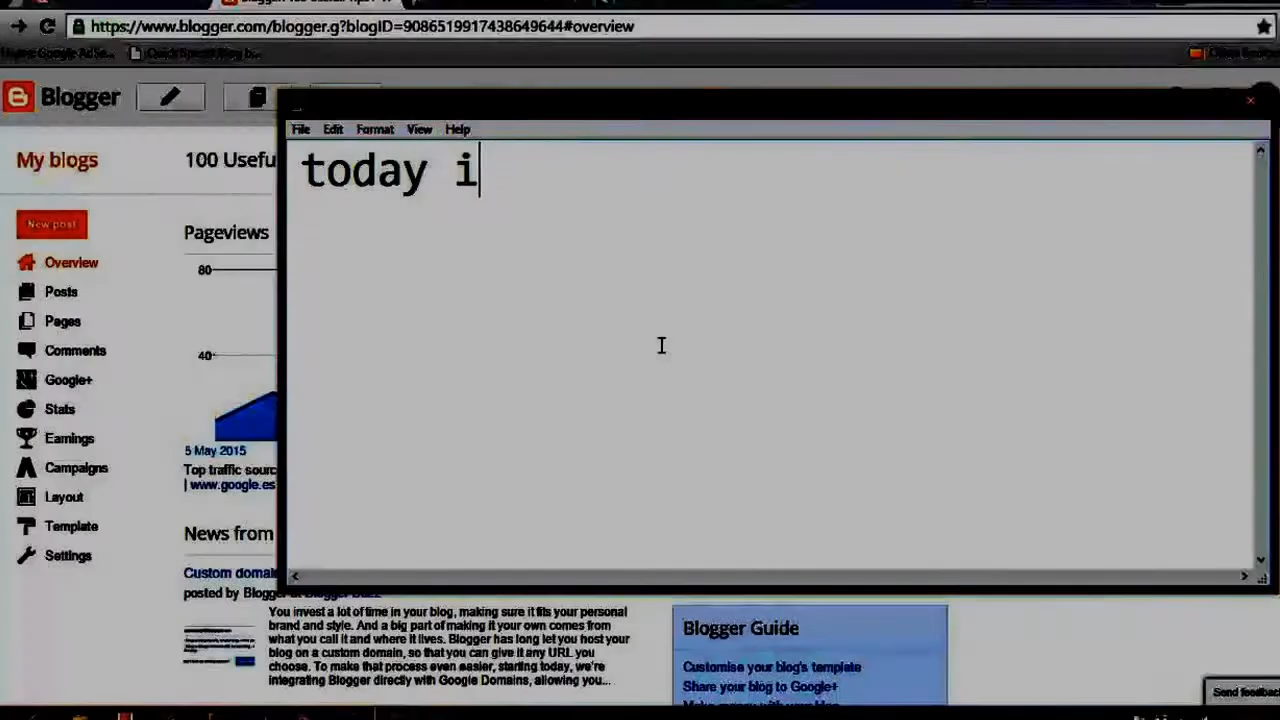 https://www.blogger.com/blogger.g?blogID=9086519917438649644#overview
Blogger
File Edit Format View Help
today i
My blogs
100 Usefu
New post
Pageviews
Overview
80
Posts
Pages
Comments
40
Google+
Stats
Earnings
5 May 2015
Campaigns
Top traffic sourc
| www.google.es
Layout
Template
News from
Settings
Custom domai
posted by Blogger
You invest a lot of time in your blog, making sure it fits your personal
brand and style. And a big part of making it your own comes from
what you call it and where it lives. Blogger has long let you host your
blog on a custom domain, so that you can give it any URL you
choose. To make that process even easier, starting today, we're
integrating Blogger directly with Google Domains, allowing you...
Blogger Guide
Customise your blog's template
Share your blog to Google+
Send feedback